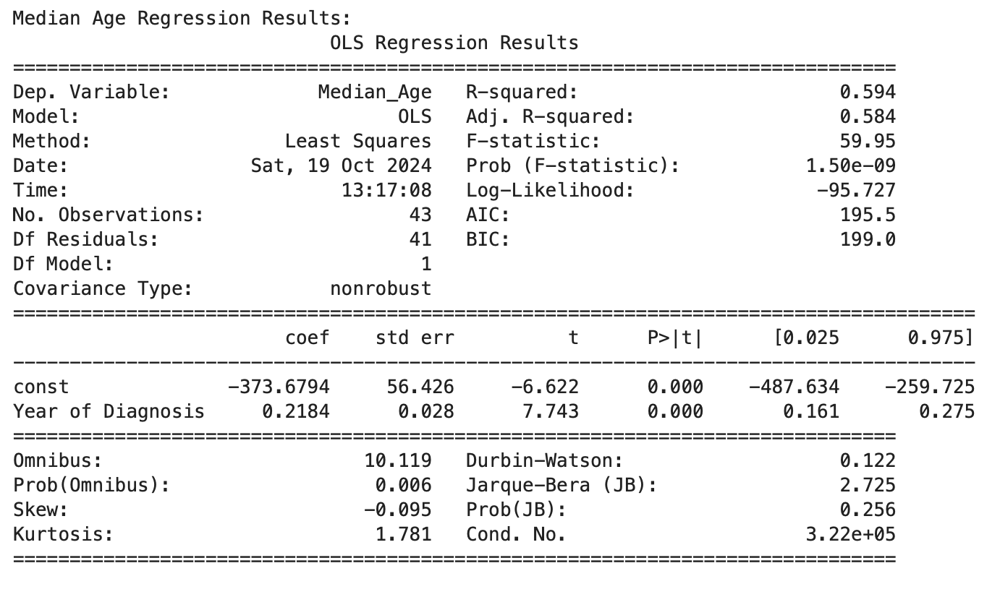 Median Age Regression Results:
OLS Regression Results
==============================================================================
Dep. Variable: Median_Age R-squared: 0.594
Model: OLS Adj. R-squared: 0.584
Method: Least Squares F-statistic: 59.95
Date: Sat, 19 Oct 2024 Prob (F-statistic): 1.50e-09
Time: 13:17:08 Log-Likelihood: -95.727
No. Observations: 43 AIC: 195.5
Df Residuals: 41 BIC: 199.0
Df Model: 1
Covariance Type: nonrobust
=====================================================================================
coef std err t P>|t| [0.025 0.975]
-------------------------------------------------------------------------------------
const -373.6794 56.426 -6.622 0.000 -487.634 -259.725
Year of Diagnosis 0.2184 0.028 7.743 0.000 0.161 0.275
==============================================================================
Omnibus: 10.119 Durbin-Watson: 0.122
Prob(Omnibus): 0.006 Jarque-Bera (JB): 2.725
Skew: -0.095 Prob(JB): 0.256
Kurtosis: 1.781 Cond. No. 3.22e+05
==============================================================================